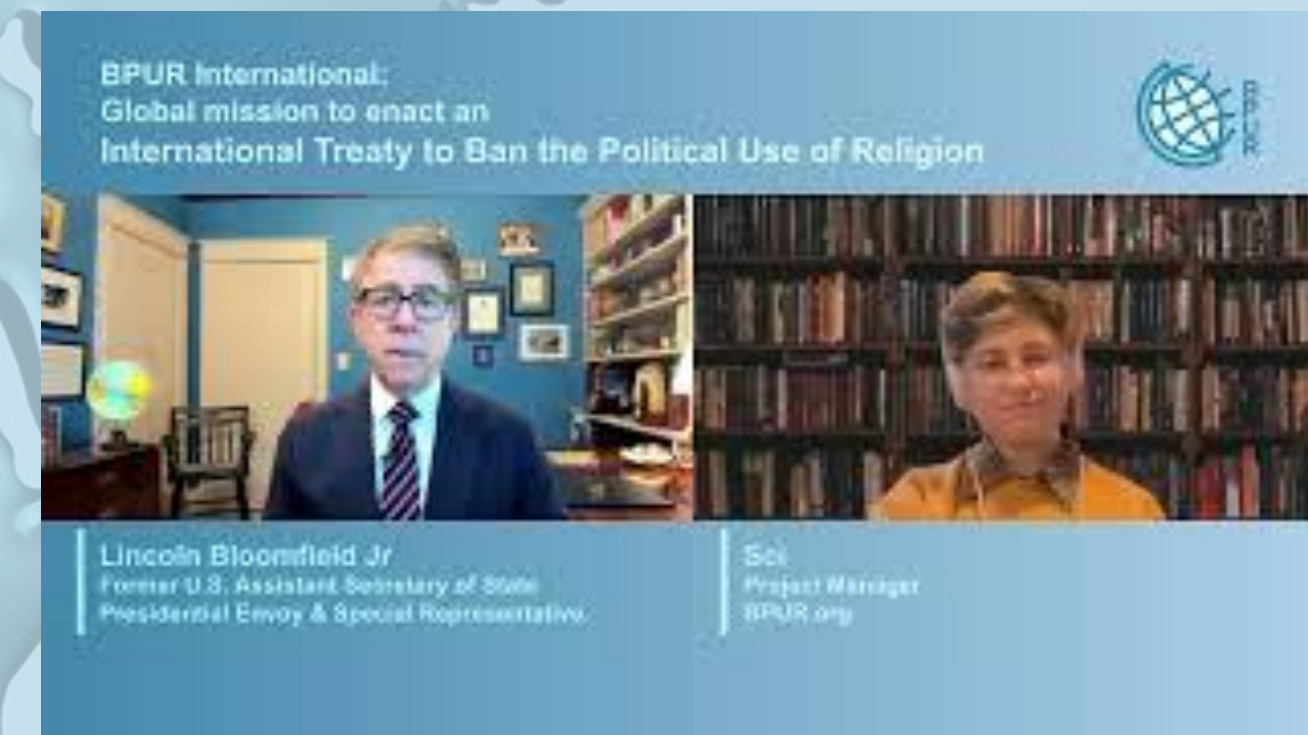 BPUR International:
Global mission to enact an
International Treaty to Ban the Political Use of Religion
BPUR
Lincoln Bloomfield Jr
Former U.S. Assistant Secretary of State
Presidential Envoy & Special Representative
Sci
Project Manager
BPUR.org